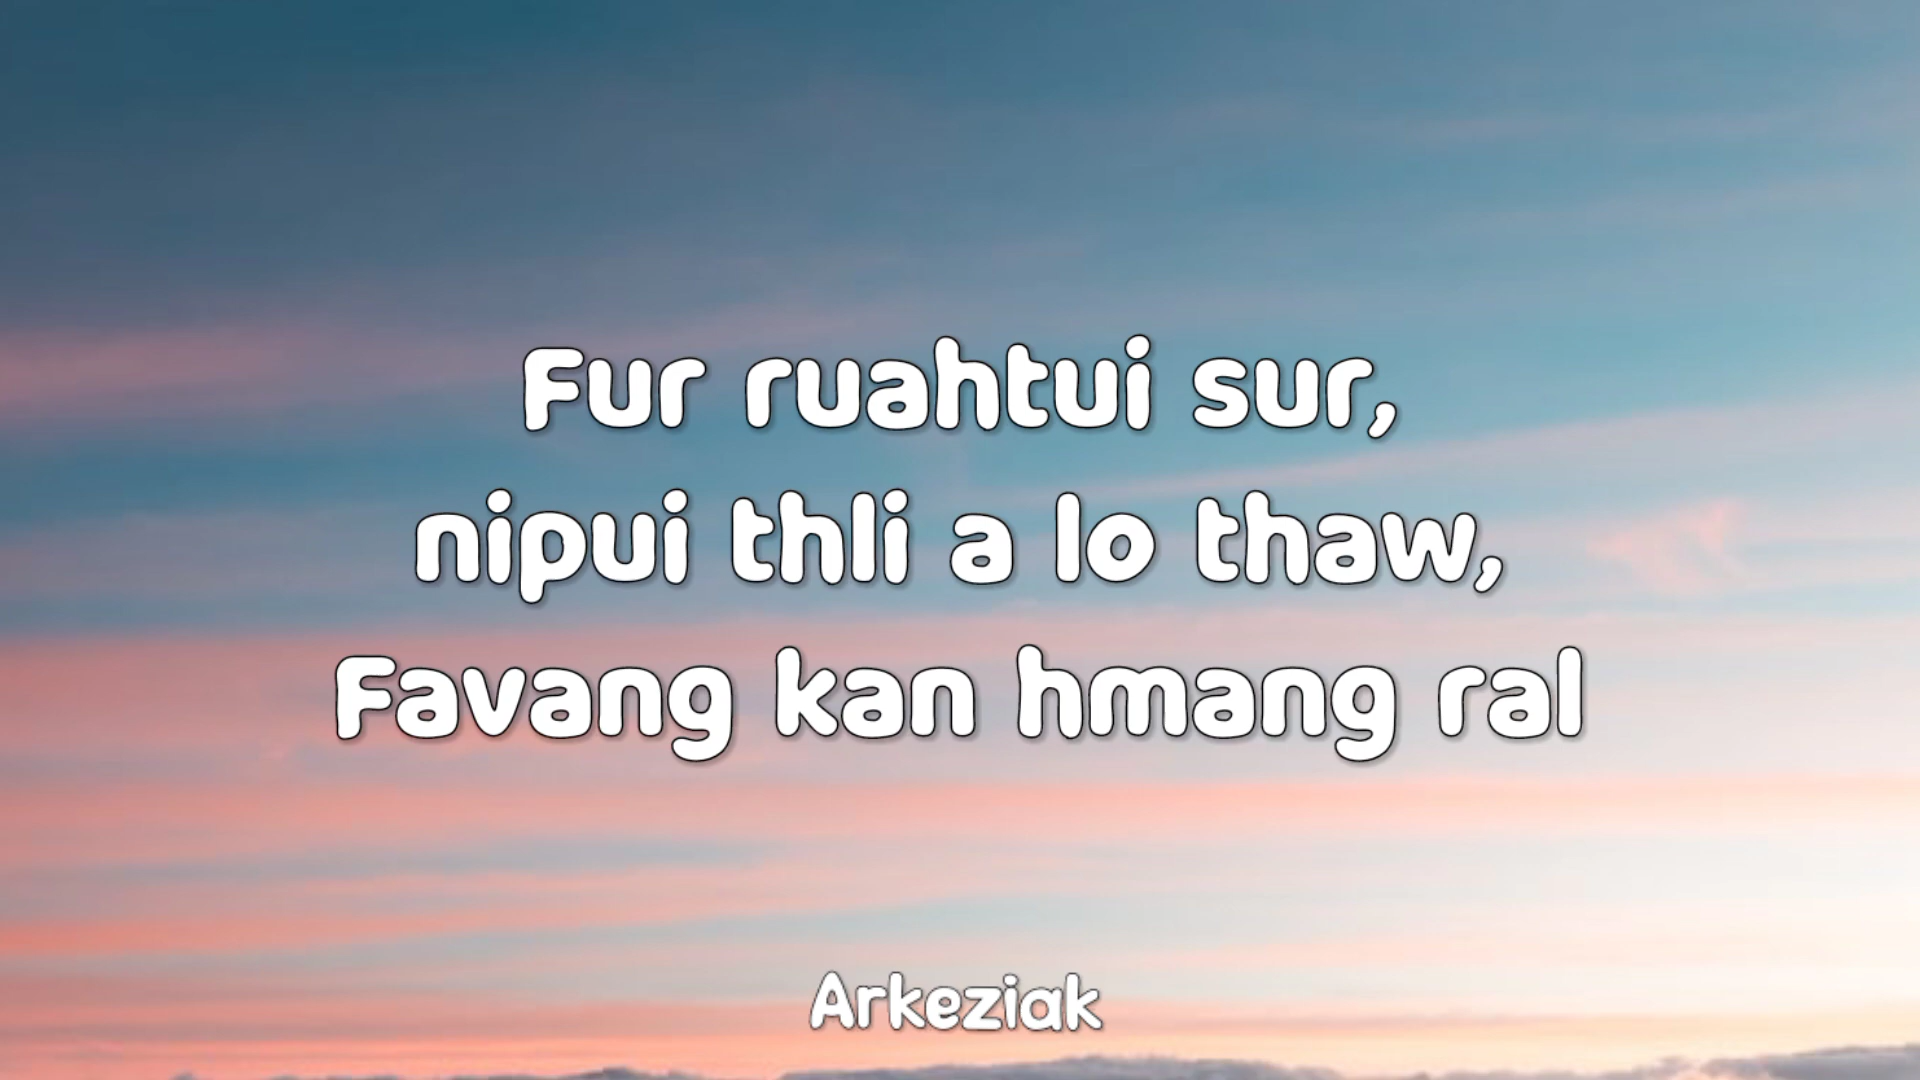 Fur ruahtui sur,
nipui thli a lo thaw,
Favang kan hmang ral
Arkeziak